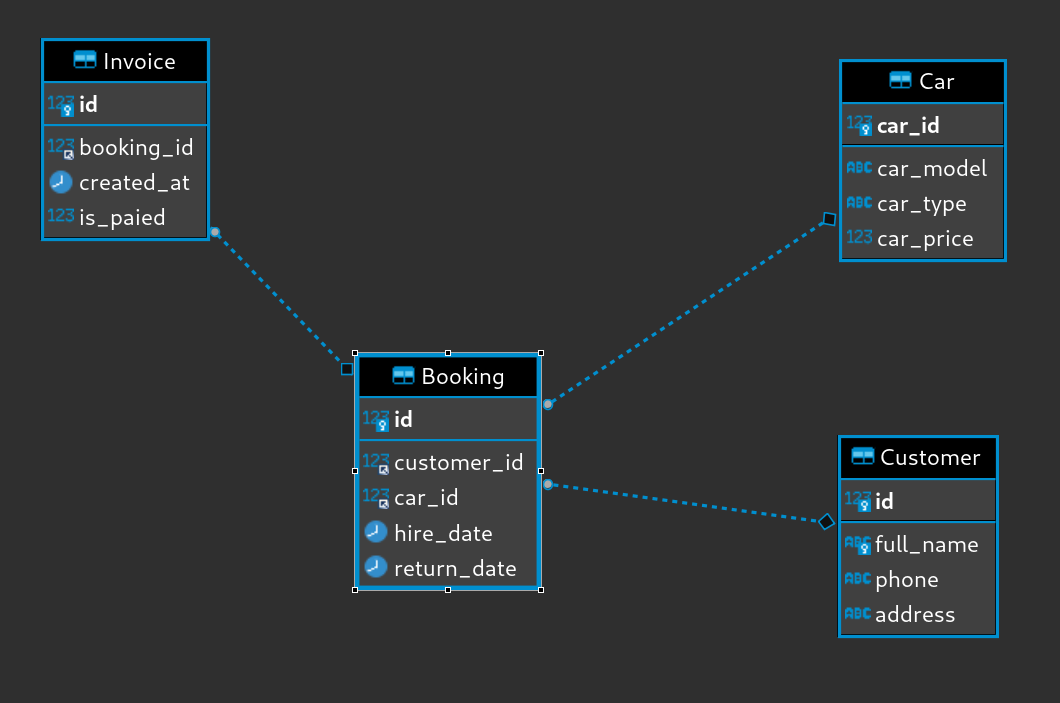 Invoice
123 id
123 booking_id
created_at
123 is_paied
Car
123 car_id
ABC car_model
ABC car_type
123 car_price
Booking
123 id
123 customer_id
123 car_id
hire_date
return_date
Customer
123 id
ABC full_name
ABC phone
ABC address